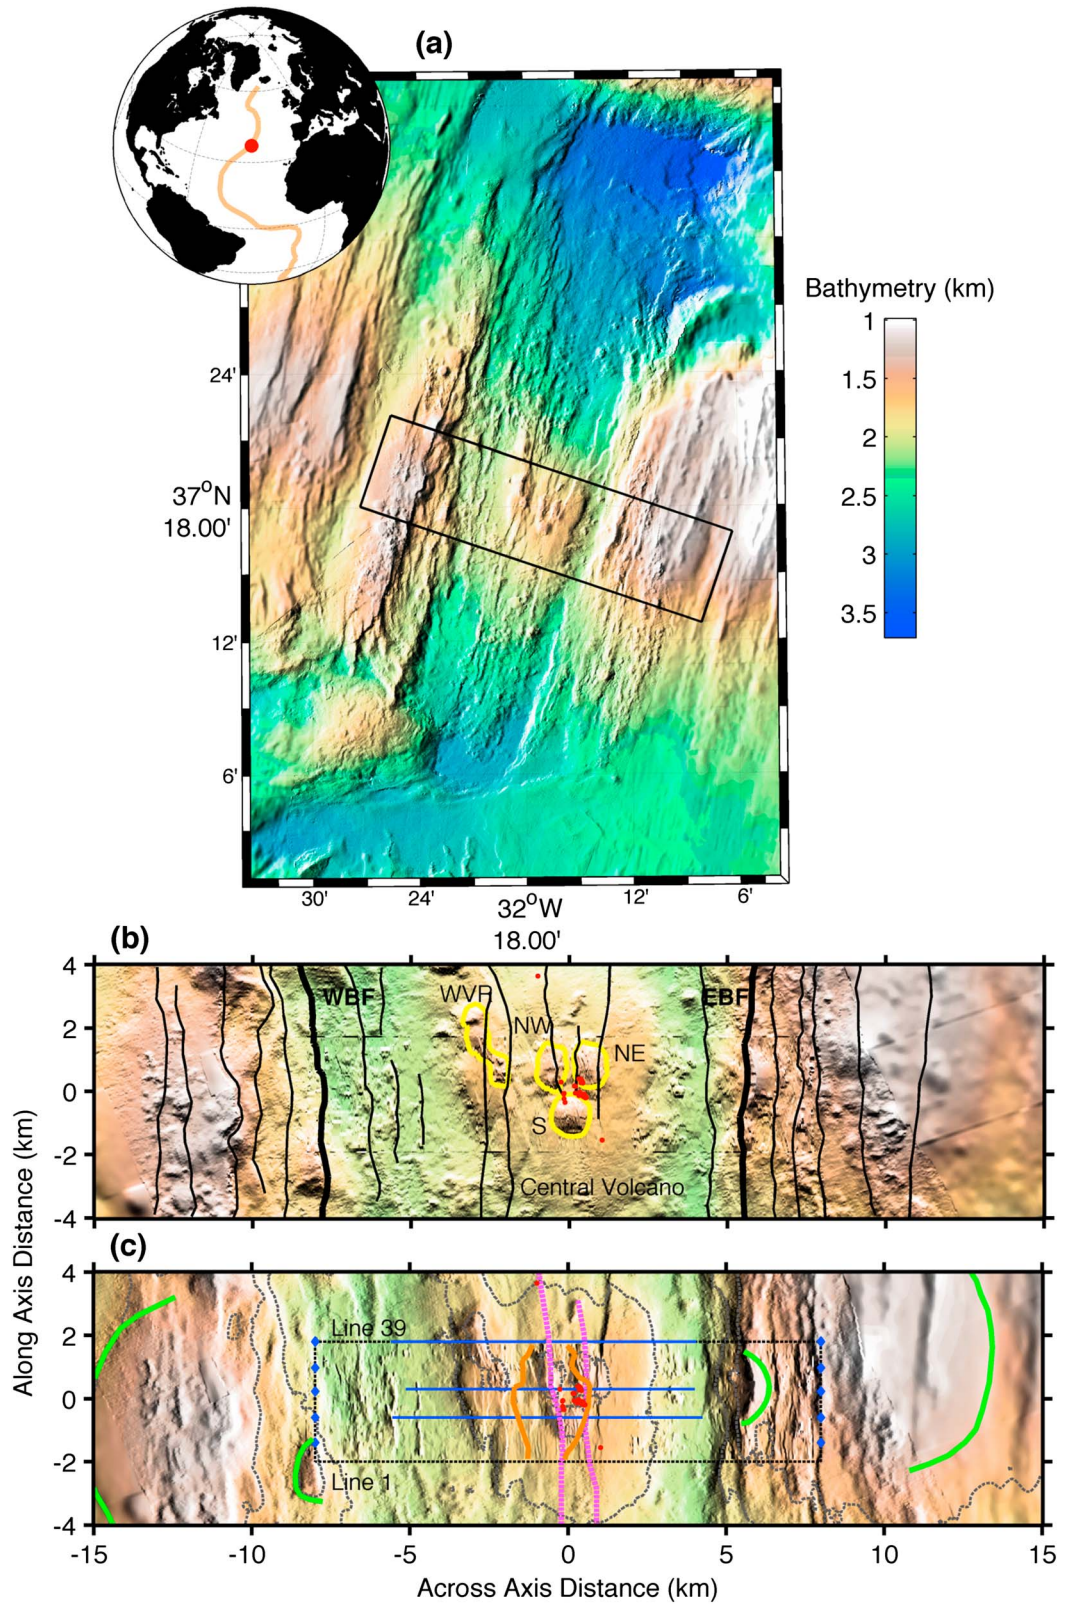 (a)
Bathymetry (km)
1
1.5
2
2.5
3
3.5
24'
37°N
18.00'
12'
6'
30'
24'
32°W
18.00'
12'
6'
(b)
4
2
0
-2
-4
WBF
WVR
NW
NE
S
EBF
Central Volcano
Along Axis Distance (km)
(c)
4
2
0
-2
-4
Line 39
Line 1
-15
-10
-5
0
5
10
15
Across Axis Distance (km)